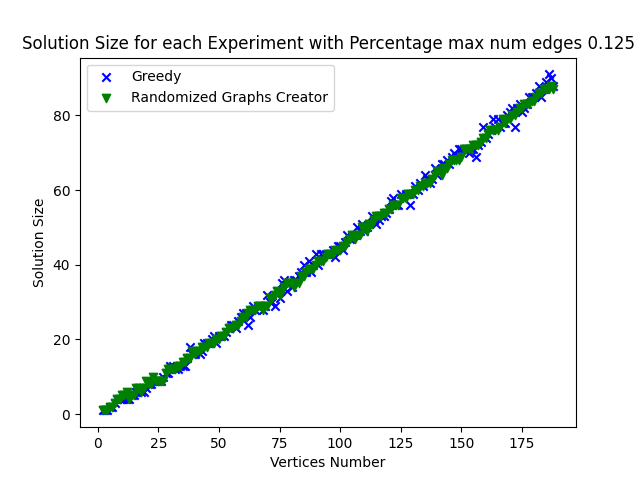 Solution Size for each Experiment with Percentage max num edges 0.125
Greedy
Randomized Graphs Creator
80
60
40
20
0
Solution Size
0 25 50 75 100 125 150 175
Vertices Number